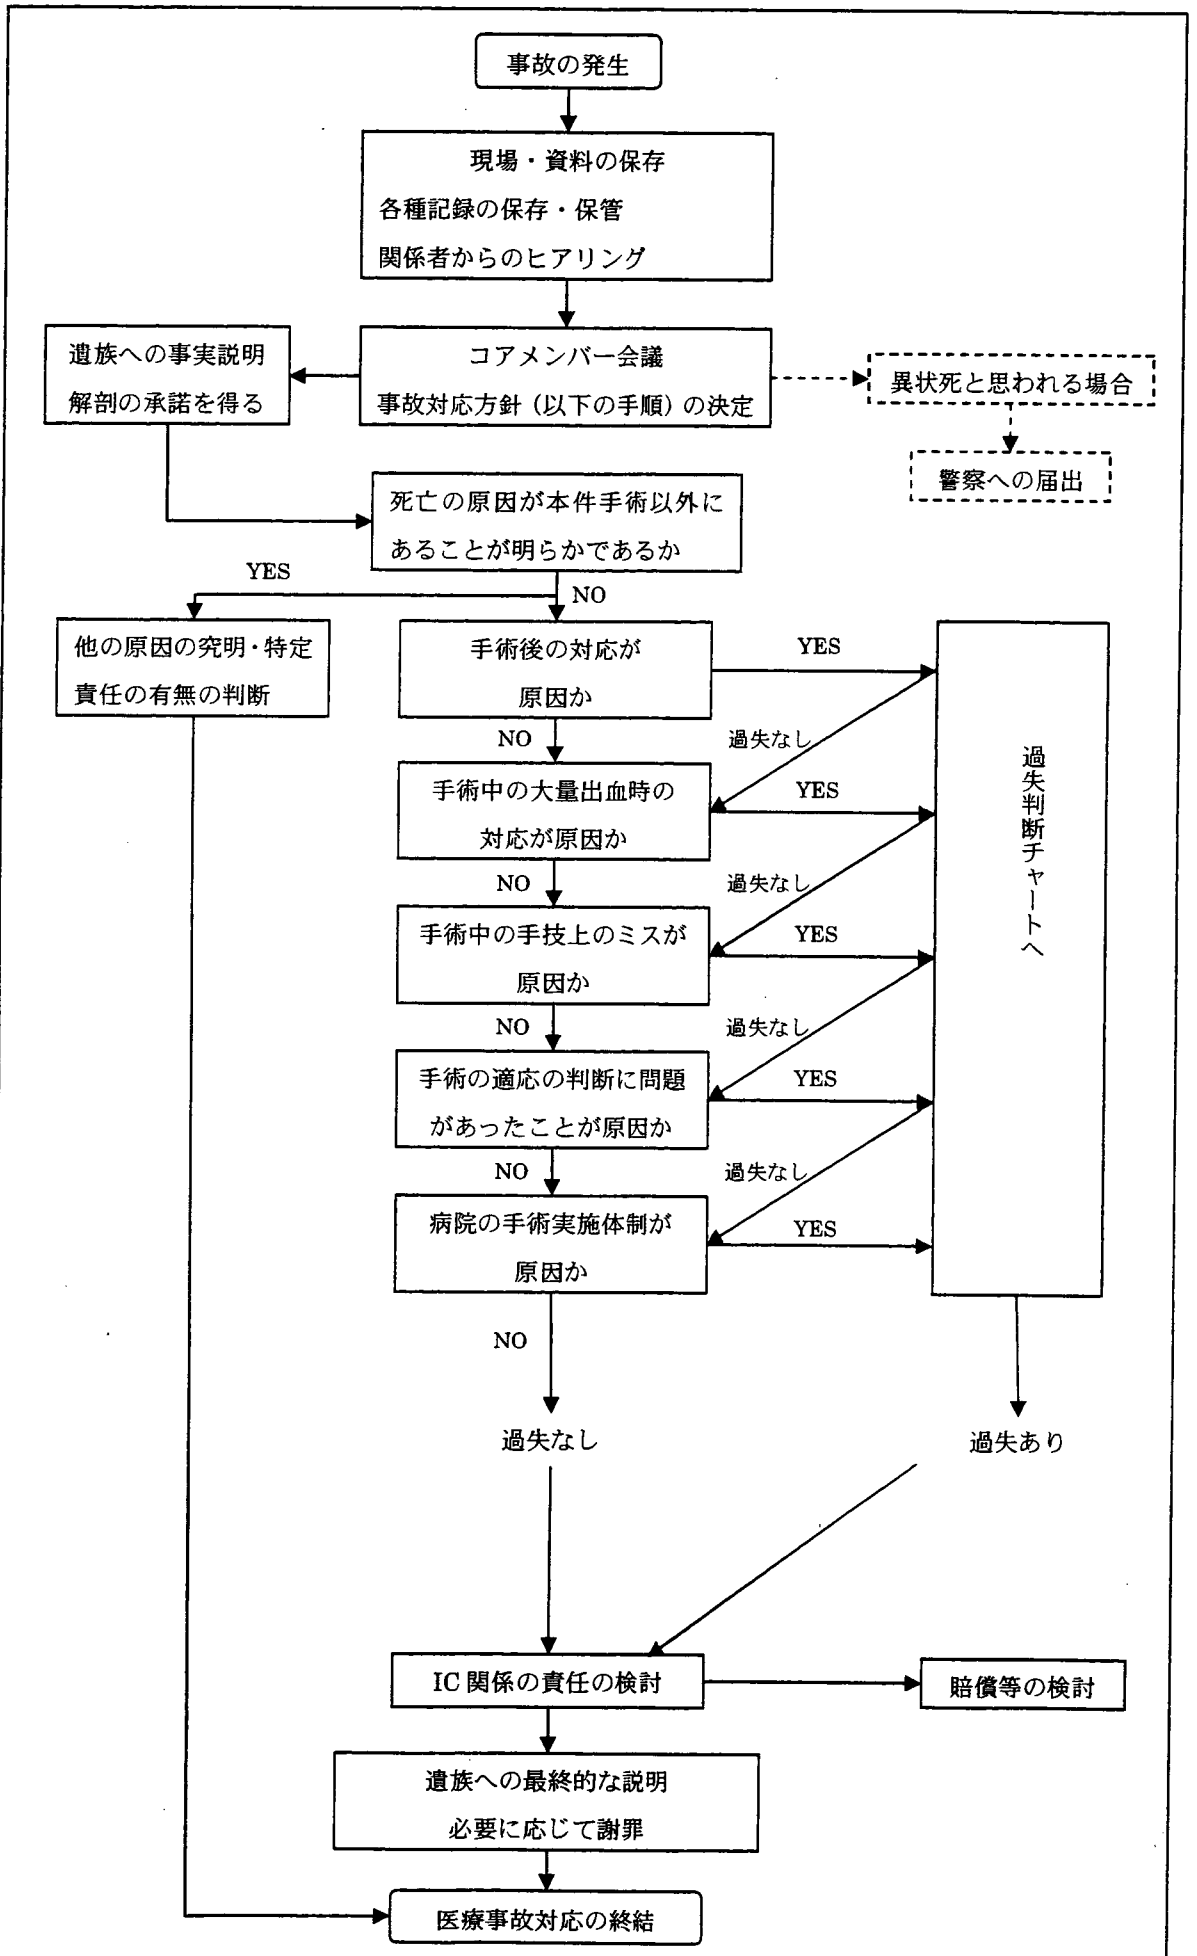 事故の発生
現場・資料の保存
各種記録の保存・保管
関係者からのヒアリング
遺族への事実説明
解剖の承諾を得る
コアメンバー会議
事故対応方針（以下の手順）の決定
異状死と思われる場合
警察への届出
死亡の原因が本件手術以外に
あることが明らかであるか
YES
NO
他の原因の究明・特定
責任の有無の判断
手術後の対応が
原因か
YES
NO
過失なし
手術中の大量出血時の
対応が原因か
YES
NO
過失なし
手術中の手技上のミスが
原因か
YES
NO
過失なし
手術の適応の判断に問題
があったことが原因か
YES
NO
過失なし
病院の手術実施体制が
原因か
YES
NO
過失判断チャートへ
過失なし
過失あり
IC関係の責任の検討
賠償等の検討
遺族への最終的な説明
必要に応じて謝罪
医療事故対応の終結